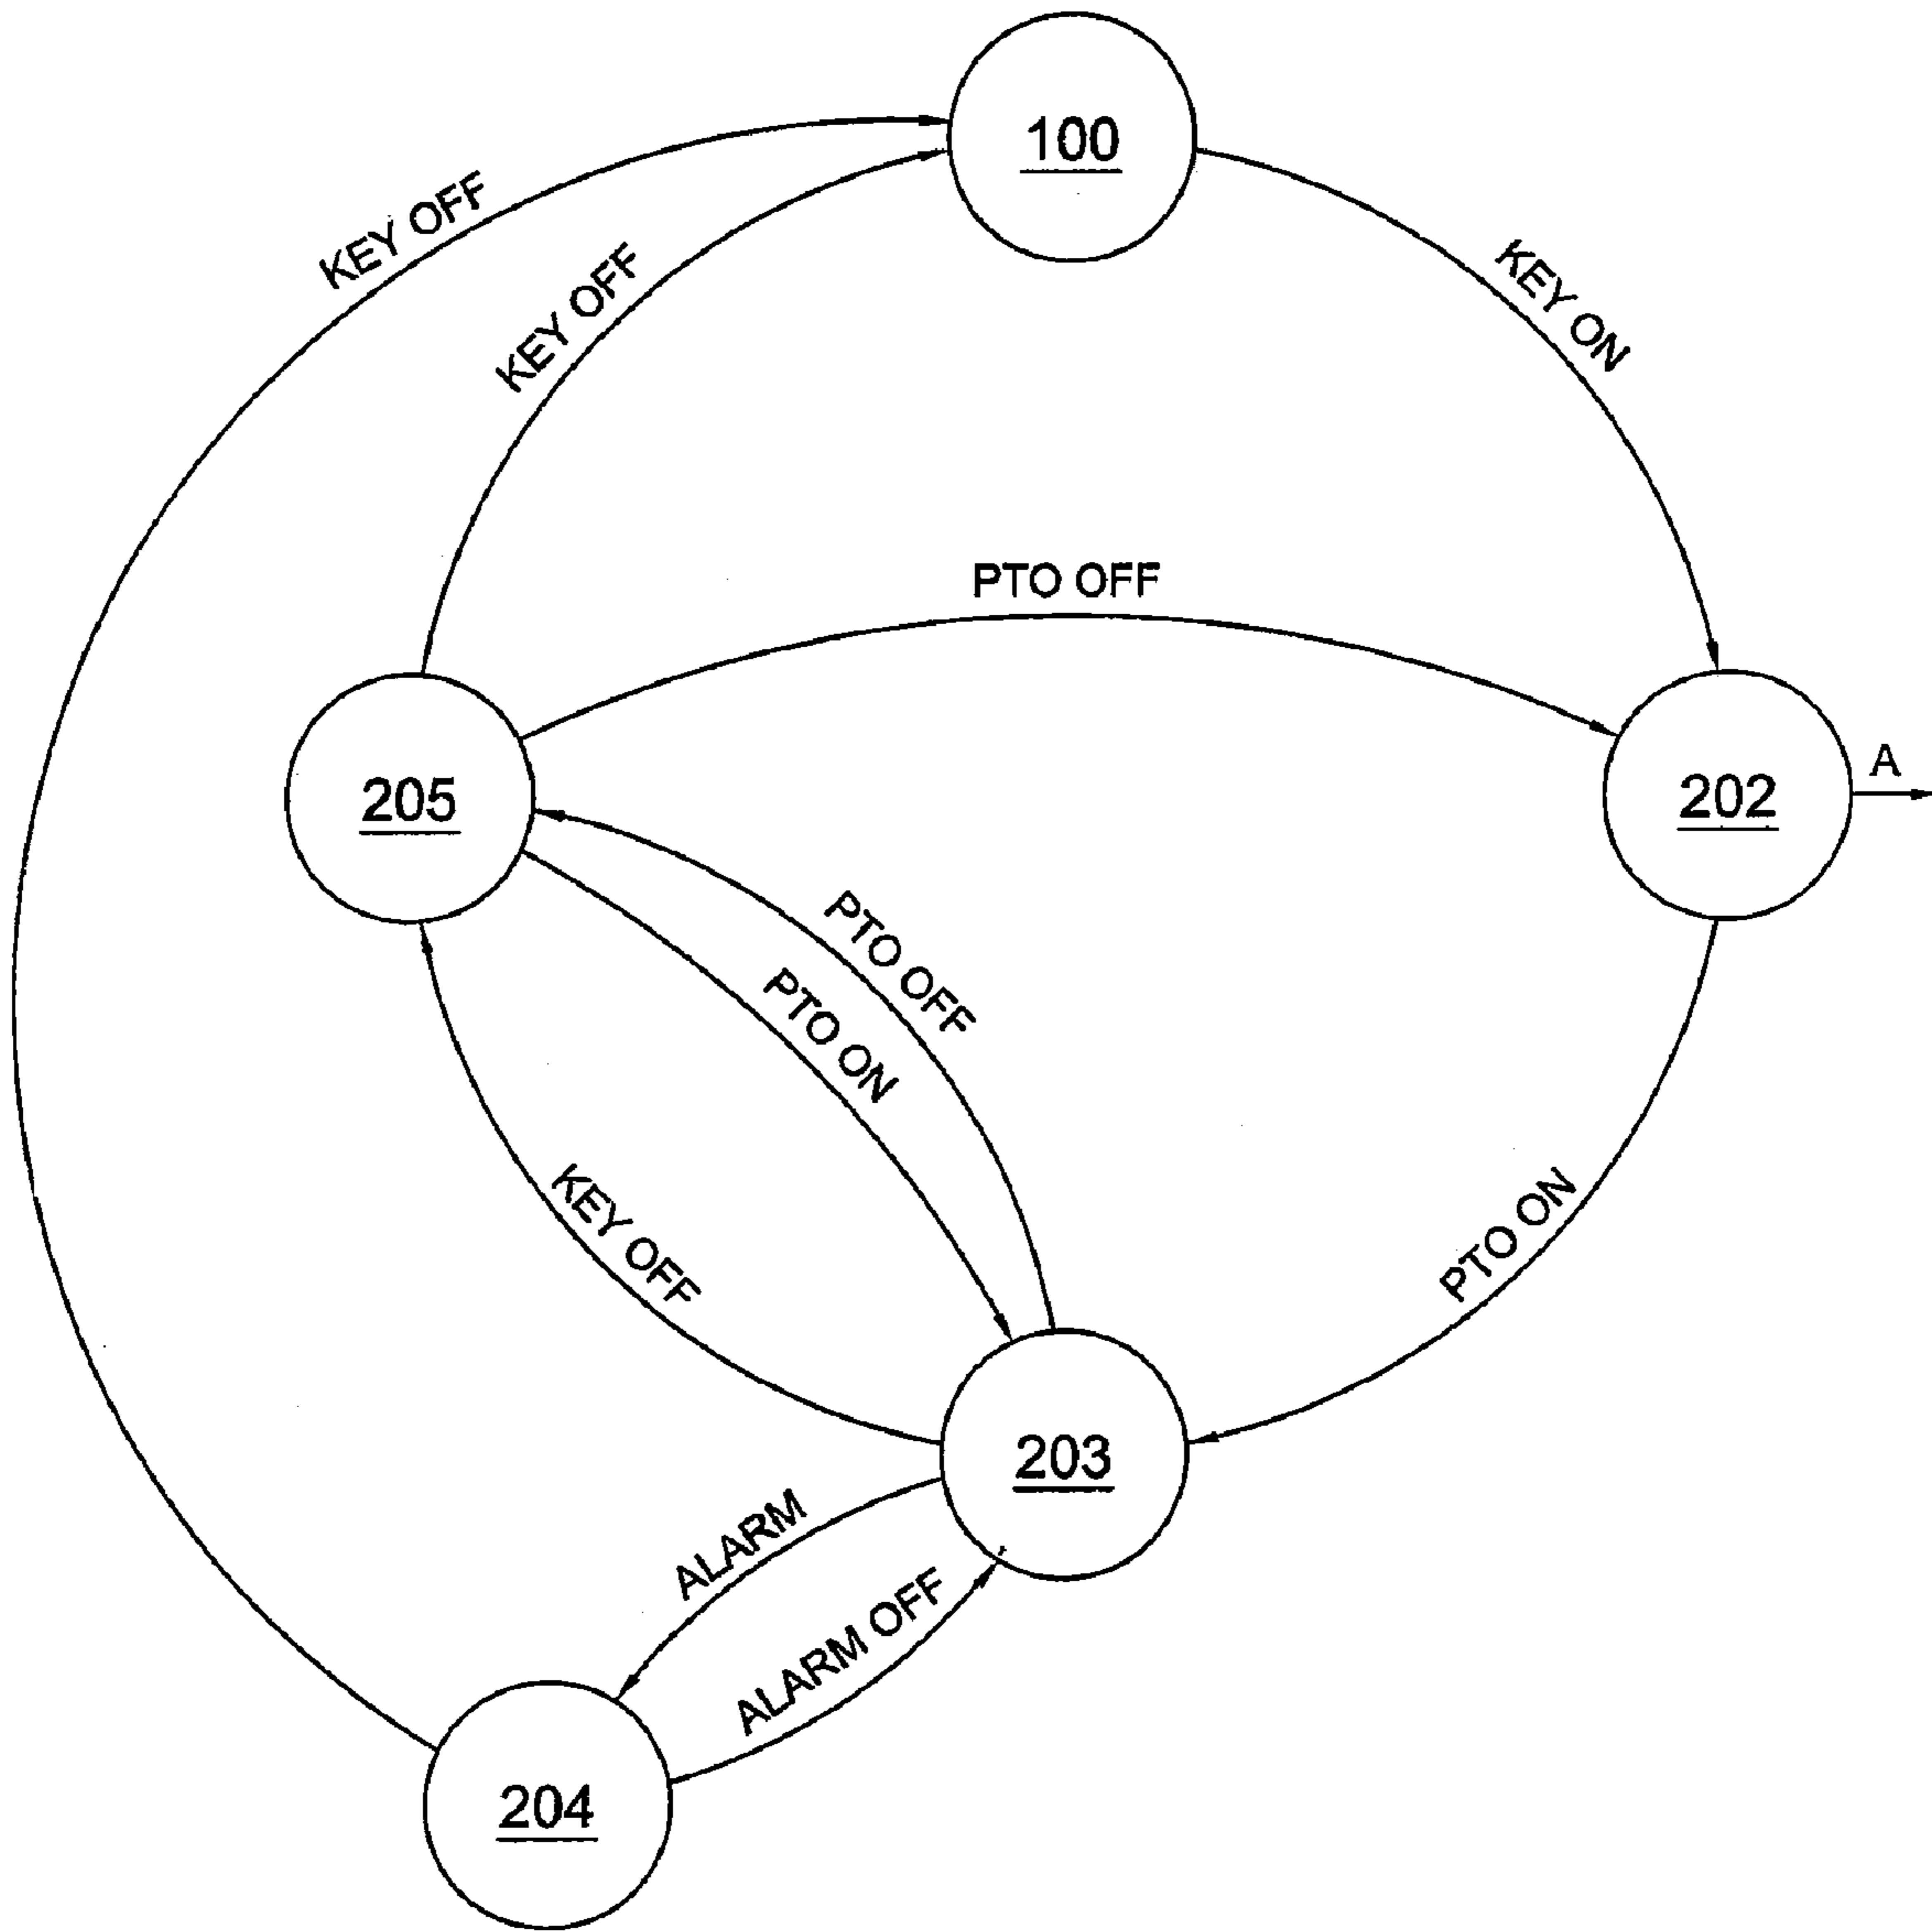 100
KEY OFF
KEY OFF
KEY ON
PTO OFF
A
205
202
PTO OFF
PTO ON
KEY OFF
PTO ON
203
ALARM
ALARM OFF
204